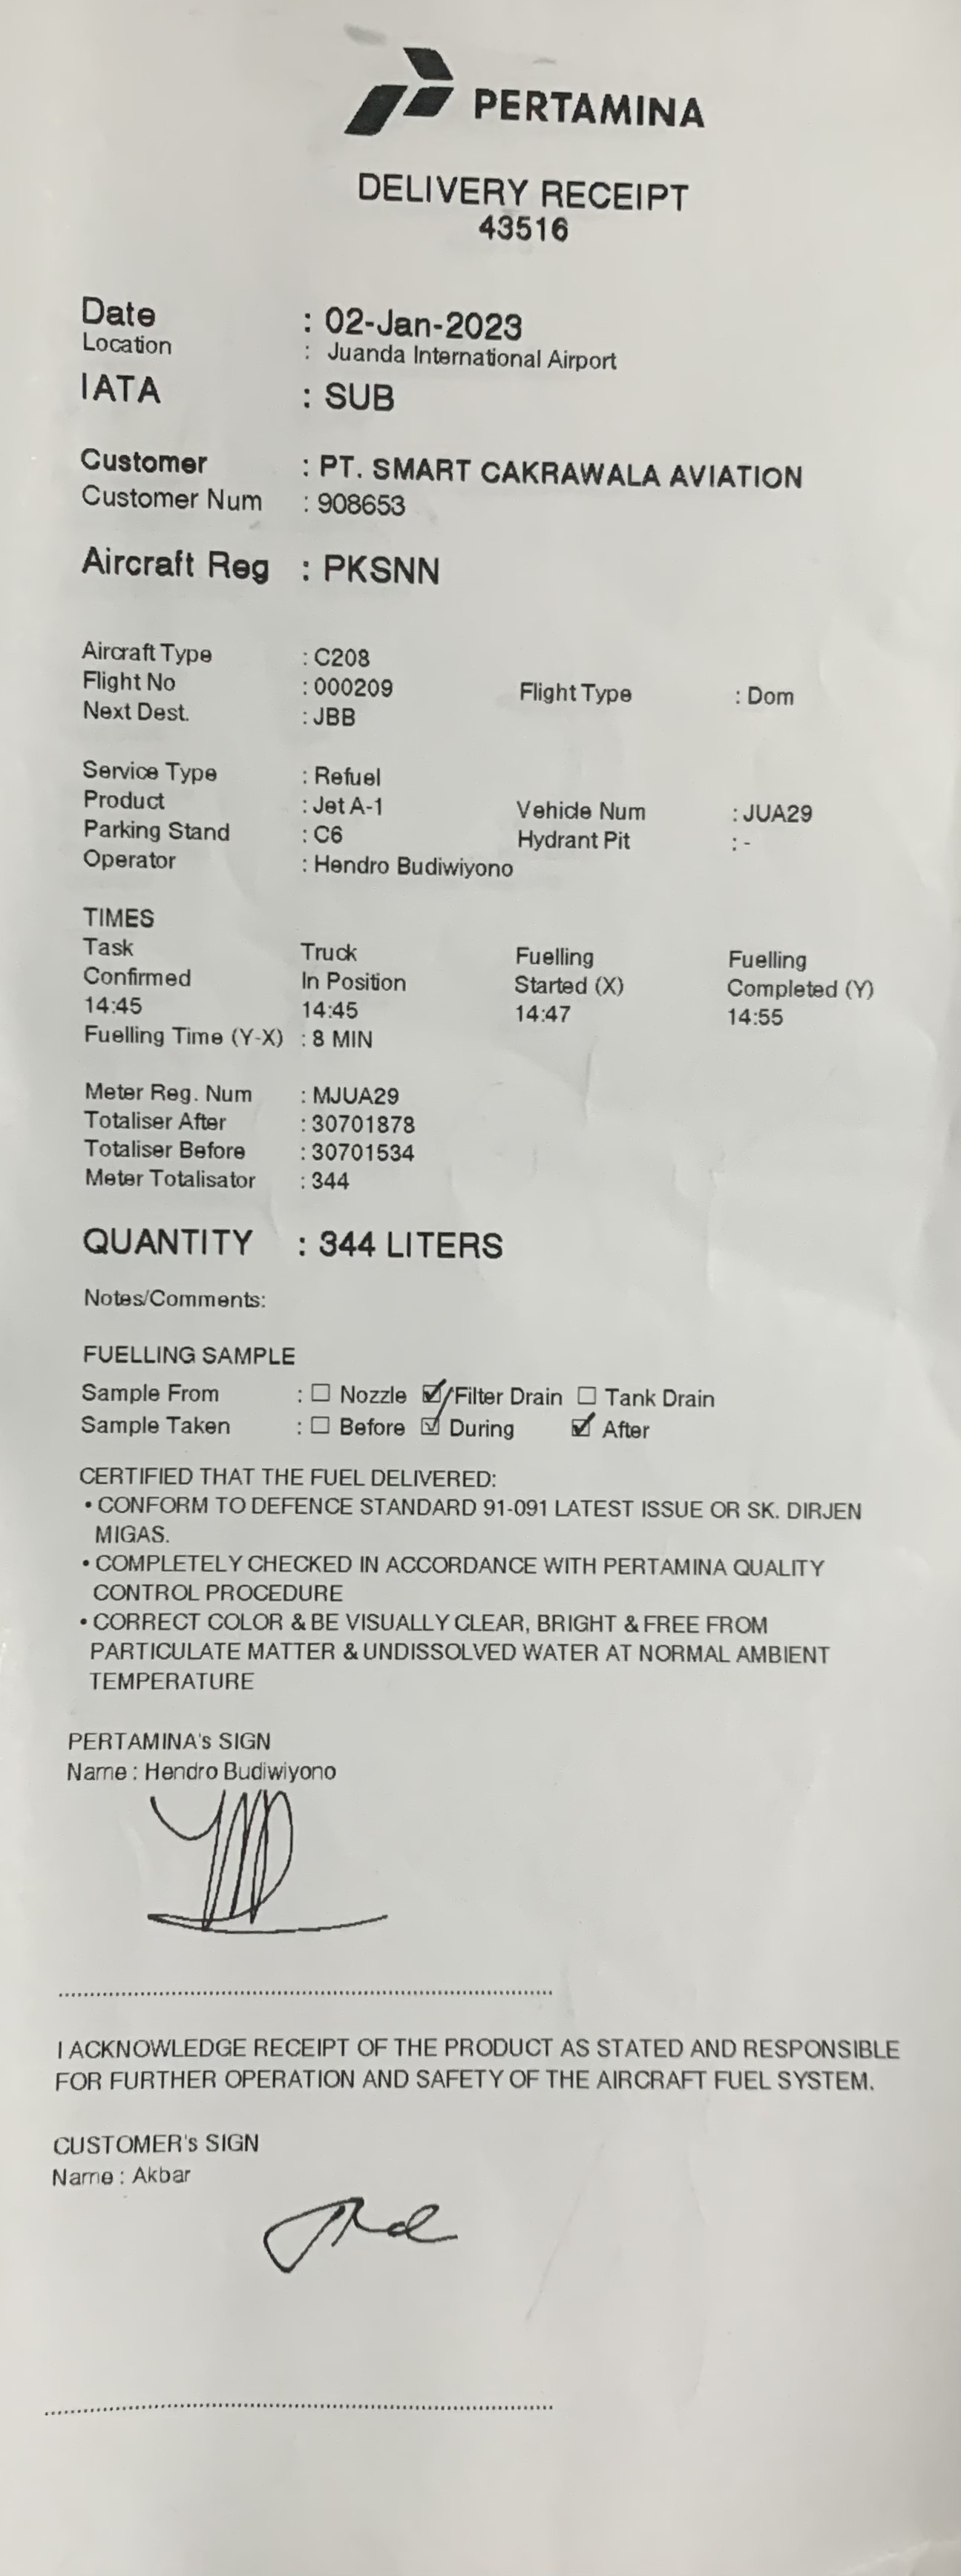 PERTAMINA
DELIVERY RECEIPT
43516
Date : 02-Jan-2023
Location : Juanda International Airport
IATA : SUB
Customer : PT. SMART CAKRAWALA AVIATION
Customer Num : 908653
Aircraft Reg : PKSNN
Aircraft Type : C208
Flight No : 000209 Flight Type : Dom
Next Dest. : JBB
Service Type : Refuel
Product : Jet A-1 Vehicle Num : JUA29
Parking Stand : C6 Hydrant Pit : -
Operator : Hendro Budiwiyono
TIMES
Task Truck Fuelling Fuelling
Confirmed In Position Started (X) Completed (Y)
14:45 14:45 14:47 14:55
Fuelling Time (Y-X) : 8 MIN
Meter Reg. Num : MJUA29
Totaliser After : 30701878
Totaliser Before : 30701534
Meter Totalisator : 344
QUANTITY : 344 LITERS
Notes/Comments:
FUELLING SAMPLE
Sample From : ☐ Nozzle ☑ Filter Drain ☐ Tank Drain
Sample Taken : ☐ Before ☑ During ☑ After
CERTIFIED THAT THE FUEL DELIVERED:
• CONFORM TO DEFENCE STANDARD 91-091 LATEST ISSUE OR SK. DIRJEN
MIGAS.
• COMPLETELY CHECKED IN ACCORDANCE WITH PERTAMINA QUALITY
CONTROL PROCEDURE
• CORRECT COLOR & BE VISUALLY CLEAR, BRIGHT & FREE FROM
PARTICULATE MATTER & UNDISSOLVED WATER AT NORMAL AMBIENT
TEMPERATURE
PERTAMINA's SIGN
Name : Hendro Budiwiyono
I ACKNOWLEDGE RECEIPT OF THE PRODUCT AS STATED AND RESPONSIBLE
FOR FURTHER OPERATION AND SAFETY OF THE AIRCRAFT FUEL SYSTEM.
CUSTOMER's SIGN
Name : Akbar